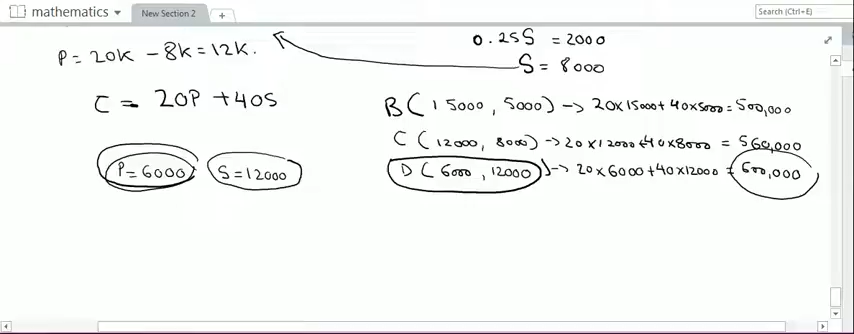 mathematics
New Section 2
+
Search (Ctrl+E)
0.25S = 2000
P = 20K - 8K = 12K.
S = 8000
C = 20P + 40S
B ( 15000, 5000) -> 20x15000+40x5000=500,000
C ( 12000, 8000) -> 20x12000+40x8000 = 560,000
P=6000 S=12000
D ( 6000, 12000) -> 20x6000+40x12000 = 600,000